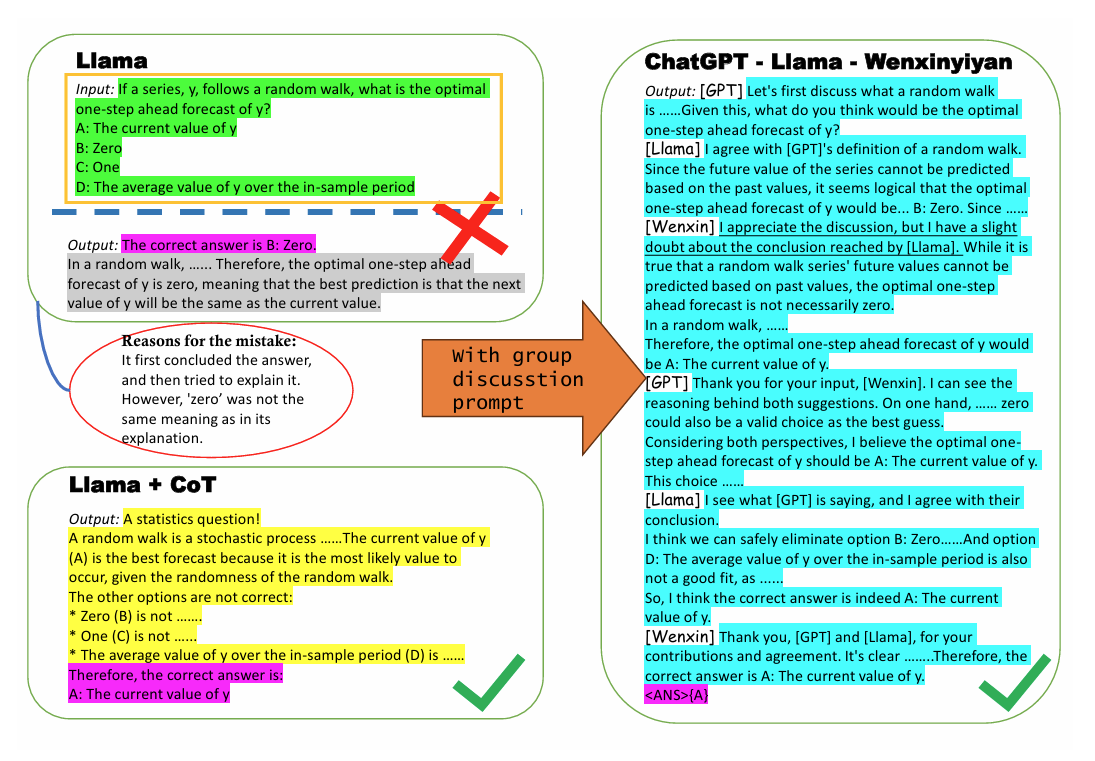 Llama
Input: If a series, y, follows a random walk, what is the optimal
one-step ahead forecast of y?
A: The current value of y
B: Zero
C: One
D: The average value of y over the in-sample period
Output: The correct answer is B: Zero.
In a random walk, ...... Therefore, the optimal one-step ahead
forecast of y is zero, meaning that the best prediction is that the next
value of y will be the same as the current value.
Reasons for the mistake:
It first concluded the answer,
and then tried to explain it.
However, 'zero’ was not the
same meaning as in its
explanation.
Llama + CoT
Output: A statistics question!
A random walk is a stochastic process ......The current value of y
(A) is the best forecast because it is the most likely value to
occur, given the randomness of the random walk.
The other options are not correct:
* Zero (B) is not .......
* One (C) is not ......
* The average value of y over the in-sample period (D) is ......
Therefore, the correct answer is:
A: The current value of y
With group
discusstion
prompt
ChatGPT - Llama - Wenxinyiyan
Output: [GPT] Let's first discuss what a random walk
is ......Given this, what do you think would be the optimal
one-step ahead forecast of y?
[Llama] I agree with [GPT]'s definition of a random walk.
Since the future value of the series cannot be predicted
based on the past values, it seems logical that the optimal
one-step ahead forecast of y would be... B: Zero. Since ......
[Wenxin] I appreciate the discussion, but I have a slight
doubt about the conclusion reached by [Llama]. While it is
true that a random walk series' future values cannot be
predicted based on past values, the optimal one-step
ahead forecast is not necessarily zero.
In a random walk, ......
Therefore, the optimal one-step ahead forecast of y would
be A: The current value of y.
[GPT] Thank you for your input, [Wenxin]. I can see the
reasoning behind both suggestions. On one hand, ...... zero
could also be a valid choice as the best guess.
Considering both perspectives, I believe the optimal one-
step ahead forecast of y should be A: The current value of y.
This choice ......
[Llama] I see what [GPT] is saying, and I agree with their
conclusion.
I think we can safely eliminate option B: Zero......And option
D: The average value of y over the in-sample period is also
not a good fit, as ......
So, I think the correct answer is indeed A: The current
value of y.
[Wenxin] Thank you, [GPT] and [Llama], for your
contributions and agreement. It's clear ........Therefore, the
correct answer is A: The current value of y.
<ANS>{A}